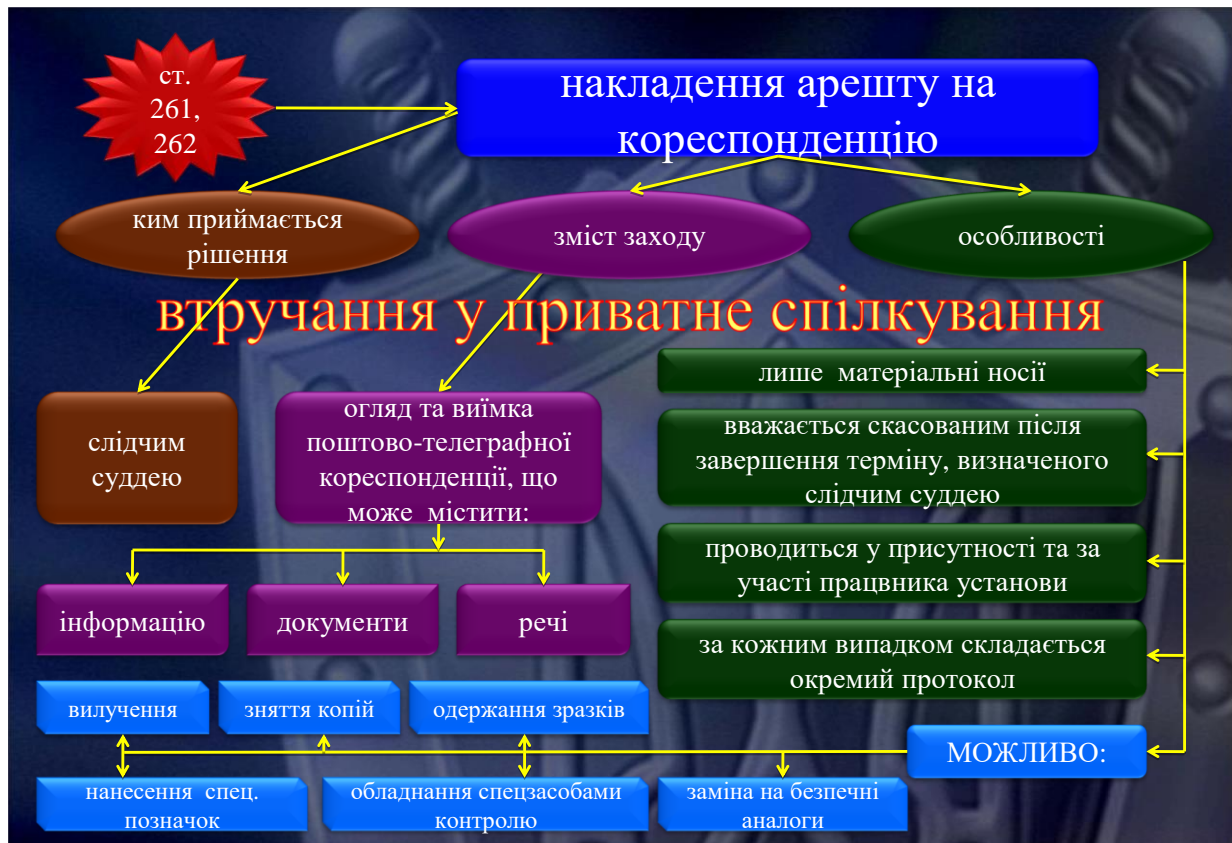 ст.
261,
262
накладення арешту на
кореспонденцію
ким приймається
рішення
зміст заходу
особливості
втручання у приватне спілкування
слідчим
суддею
огляд та виїмка
поштово-телеграфної
кореспонденції, що
може  містити:
інформацію
документи
речі
лише  матеріальні носії
вважається скасованим після
завершення терміну, визначеного
слідчим суддею
проводиться у присутності та за
участі працвника установи
за кожним випадком складається
окремий протокол
МОЖЛИВО:
вилучення
зняття копій
одержання зразків
нанесення  спец.
позначок
обладнання спецзасобами
контролю
заміна на безпечні
аналоги